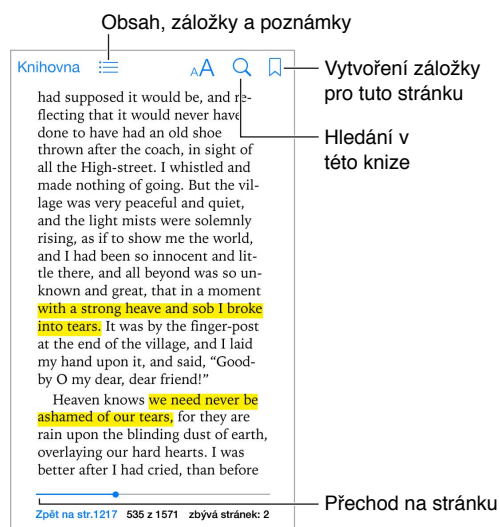 Obsah, záložky a poznámky
Knihovna AA
Vytvoření záložky
pro tuto stránku
Hledání v
této knize
had supposed it would be, and re-
flecting that it would never have
done to have had an old shoe
thrown after the coach, in sight of
all the High-street. I whistled and
made nothing of going. But the vil-
lage was very peaceful and quiet,
and the light mists were solemnly
rising, as if to show me the world,
and I had been so innocent and lit-
tle there, and all beyond was so un-
known and great, that in a moment
with a strong heave and sob I broke
into tears. It was by the finger-post
at the end of the village, and I laid
my hand upon it, and said, “Good-
by O my dear, dear friend!”
Heaven knows we need never be
ashamed of our tears, for they are
rain upon the blinding dust of earth,
overlaying our hard hearts. I was
better after I had cried, than before
Přechod na stránku
Zpět na str.1217 535 z 1571 zbývá stránek: 2